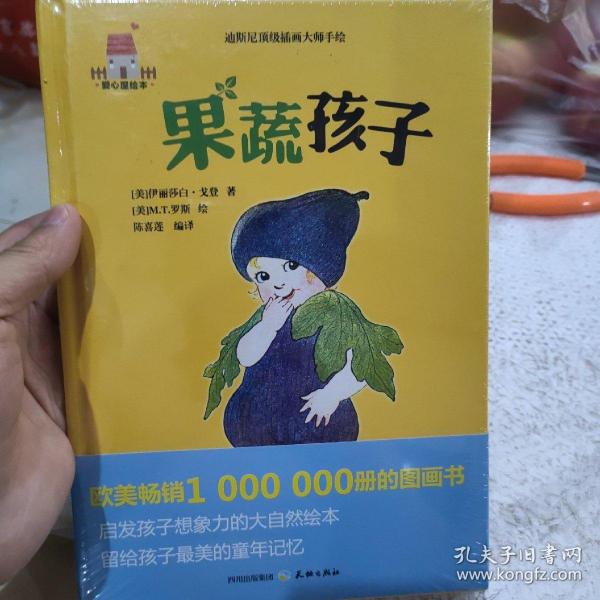 迪斯尼顶级插画大师手绘
爱心屋绘本
果蔬孩子
[美]伊丽莎白·戈登 著
[美]M.T.罗斯 绘
陈喜莲 编译
欧美畅销1 000 000册的图画书
启发孩子想象力的大自然绘本
留给孩子最美的童年记忆
四川出版集团 天地出版社
孔夫子旧书网
www.kongfz.com